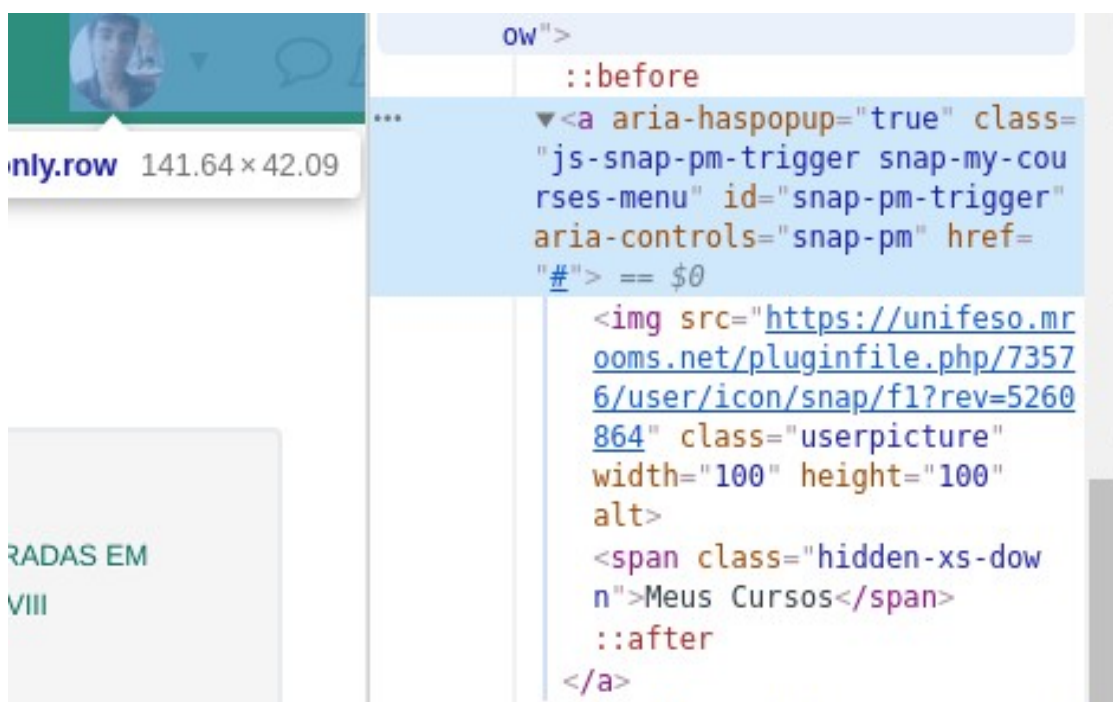 only.row 141.64 × 42.09
RADAS EM
VIII
ow">
::before
<a aria-haspopup="true" class=
"js-snap-pm-trigger snap-my-cou
rses-menu" id="snap-pm-trigger"
aria-controls="snap-pm" href=
"#"> == $0
<img src="https://unifeso.mr
ooms.net/pluginfile.php/7357
6/user/icon/snap/f1?rev=5260
864" class="userpicture"
width="100" height="100"
alt>
<span class="hidden-xs-dow
n">Meus Cursos</span>
::after
</a>